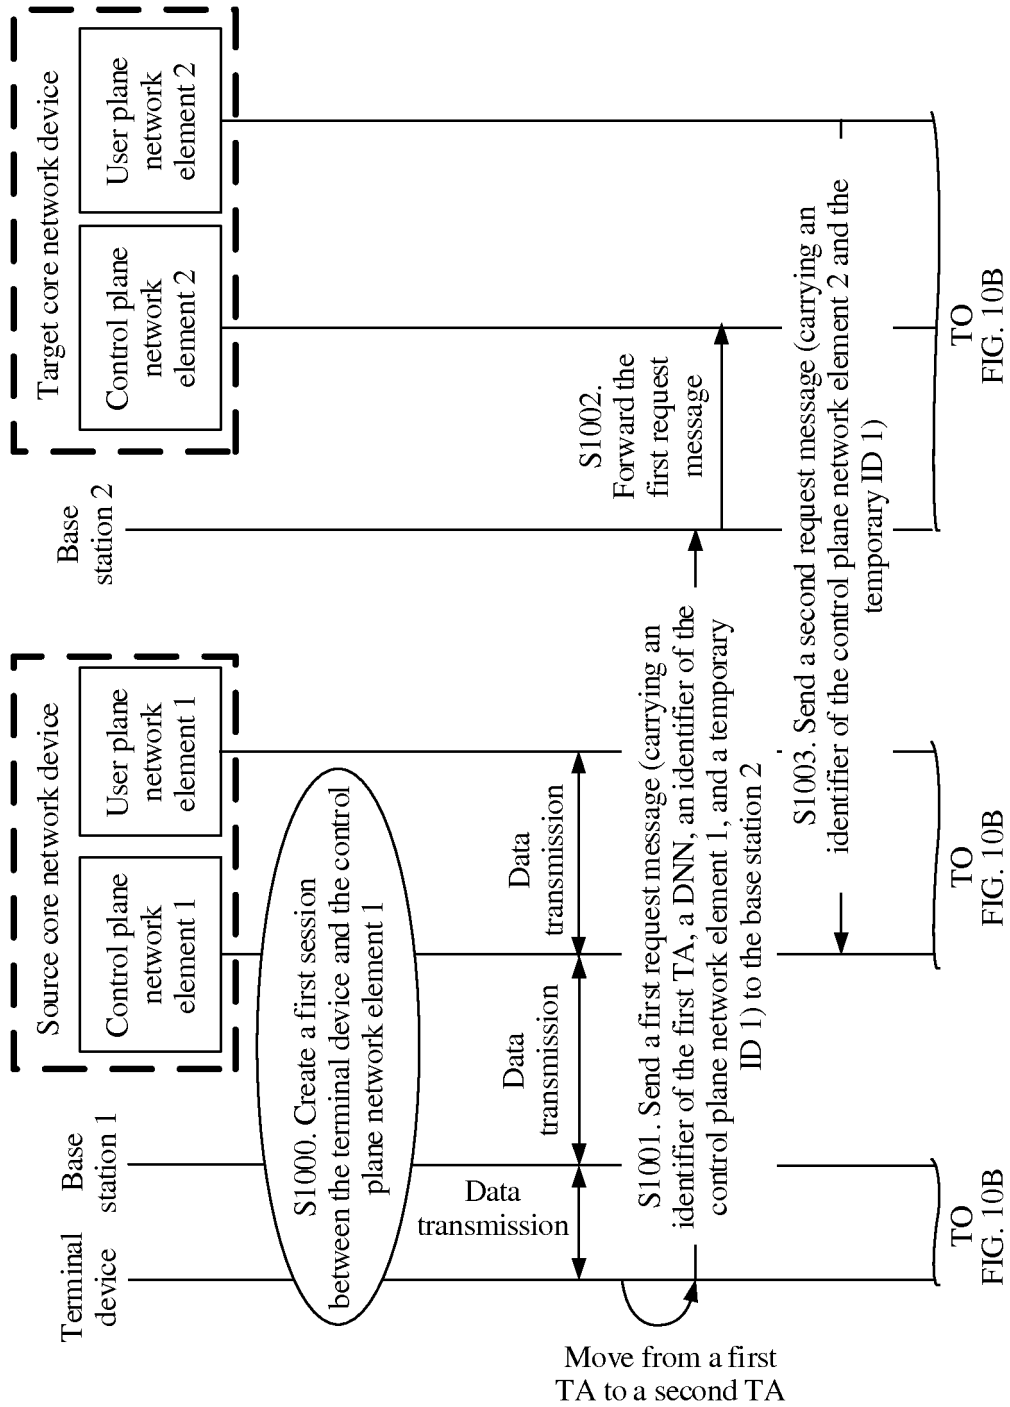 Terminal
device
Base
station 1
Source core network device
Control plane
network
element 1
User plane
network
element 1
Base
station 2
Target core network device
Control plane
network
element 2
User plane
network
element 2
S1000. Create a first session
between the terminal device and the control
plane network element 1
Data
transmission
Data
transmission
Data
transmission
Move from a first
TA to a second TA
S1001. Send a first request message (carrying an
identifier of the first TA, a DNN, an identifier of the
control plane network element 1, and a temporary
ID 1) to the base station 2
S1002.
Forward the
first request
message
S1003. Send a second request message (carrying an
identifier of the control plane network element 2 and the
temporary ID 1)
TO
FIG. 10B
TO
FIG. 10B
TO
FIG. 10B